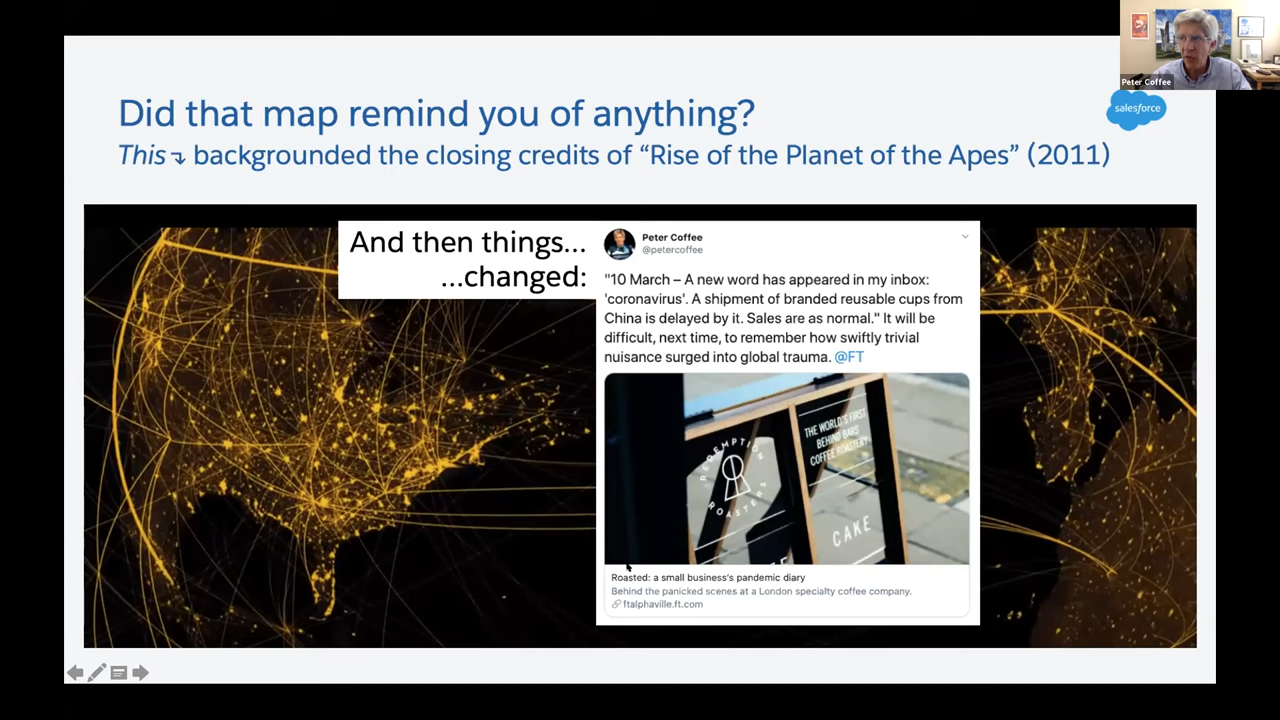 Peter Coffee
salesforce
Did that map remind you of anything?
This backgrounded the closing credits of “Rise of the Planet of the Apes” (2011)
And then things...
...changed:
Peter Coffee
@petercoffee
"10 March – A new word has appeared in my inbox:
'coronavirus'. A shipment of branded reusable cups from
China is delayed by it. Sales are as normal." It will be
difficult, next time, to remember how swiftly trivial
nuisance surged into global trauma. @FT
REDEMPTION
ROASTERS
THE WORLD'S FIRST
BEHIND BARS
COFFEE ROASTERY
CAKE
Roasted: a small business's pandemic diary
Behind the panicked scenes at a London specialty coffee company.
ftalphaville.ft.com